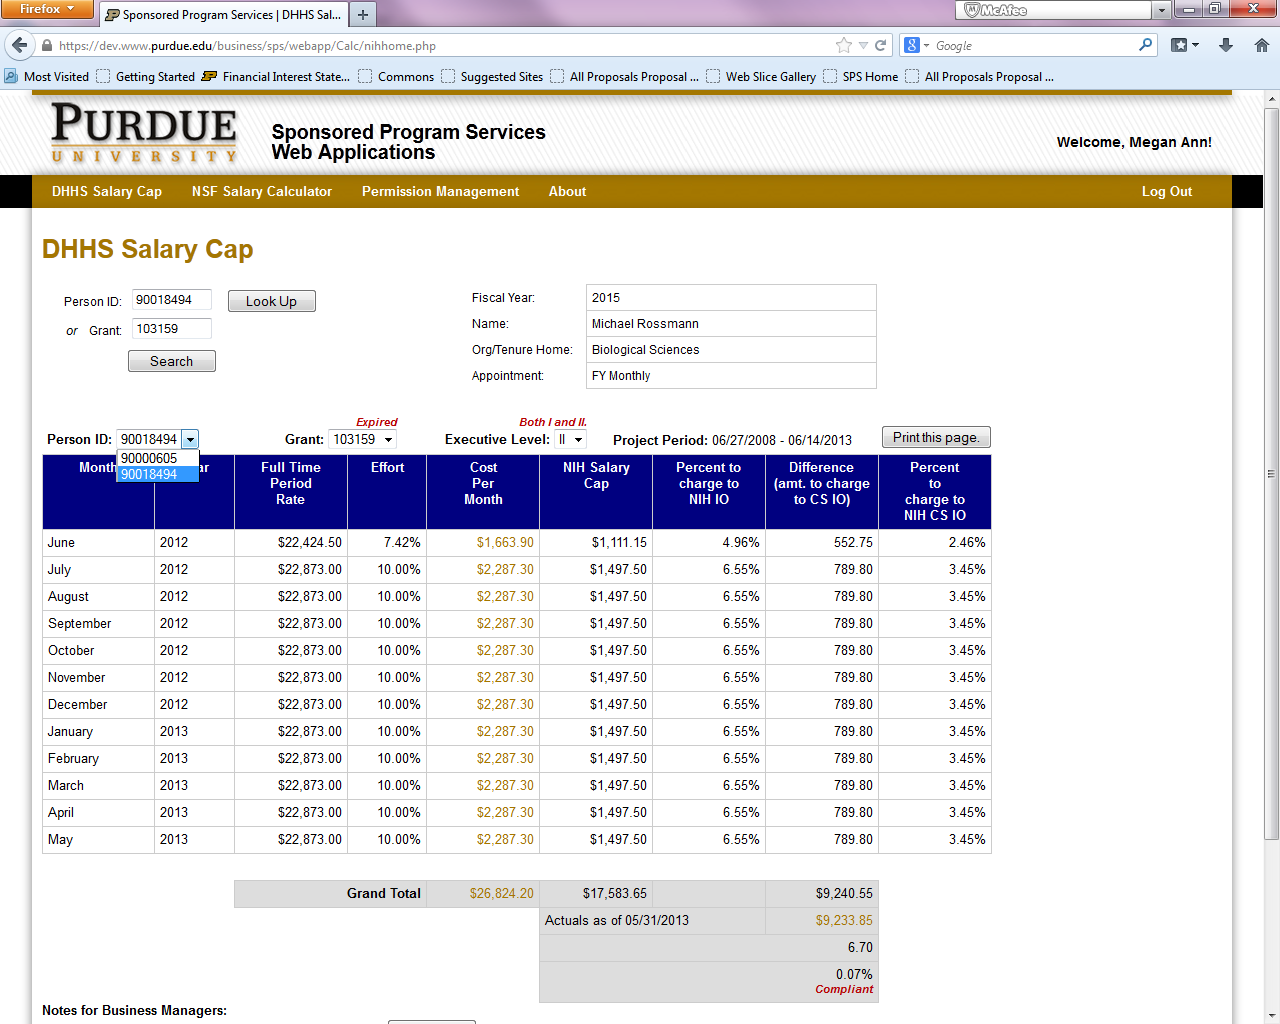 Firefox
Sponsored Program Services | DHHS Sal...
McAfee
https://dev.www.purdue.edu/business/sps/webapp/Calc/nihhome.php
Google
Most Visited Getting Started Financial Interest State... Commons Suggested Sites All Proposals Proposal ... Web Slice Gallery SPS Home All Proposals Proposal ...
PURDUE
UNIVERSITY
Sponsored Program Services
Web Applications
Welcome, Megan Ann!
DHHS Salary Cap NSF Salary Calculator Permission Management About Log Out
DHHS Salary Cap
Person ID: 90018494 Look Up
or Grant: 103159
Search
Fiscal Year: 2015
Name: Michael Rossmann
Org/Tenure Home: Biological Sciences
Appointment: FY Monthly
Expired Both I and II.
Person ID: 90018494 Grant: 103159 Executive Level: II Project Period: 06/27/2008 - 06/14/2013 Print this page.
90000605
90018494
Month ar Full Time Period Rate Effort Cost Per Month NIH Salary Cap Percent to charge to NIH IO Difference (amt. to charge to CS IO) Percent to charge to NIH CS IO
June 2012 $22,424.50 7.42% $1,663.90 $1,111.15 4.96% 552.75 2.46%
July 2012 $22,873.00 10.00% $2,287.30 $1,497.50 6.55% 789.80 3.45%
August 2012 $22,873.00 10.00% $2,287.30 $1,497.50 6.55% 789.80 3.45%
September 2012 $22,873.00 10.00% $2,287.30 $1,497.50 6.55% 789.80 3.45%
October 2012 $22,873.00 10.00% $2,287.30 $1,497.50 6.55% 789.80 3.45%
November 2012 $22,873.00 10.00% $2,287.30 $1,497.50 6.55% 789.80 3.45%
December 2012 $22,873.00 10.00% $2,287.30 $1,497.50 6.55% 789.80 3.45%
January 2013 $22,873.00 10.00% $2,287.30 $1,497.50 6.55% 789.80 3.45%
February 2013 $22,873.00 10.00% $2,287.30 $1,497.50 6.55% 789.80 3.45%
March 2013 $22,873.00 10.00% $2,287.30 $1,497.50 6.55% 789.80 3.45%
April 2013 $22,873.00 10.00% $2,287.30 $1,497.50 6.55% 789.80 3.45%
May 2013 $22,873.00 10.00% $2,287.30 $1,497.50 6.55% 789.80 3.45%
Grand Total $26,824.20 $17,583.65 $9,240.55
Actuals as of 05/31/2013 $9,233.85
6.70
0.07%
Compliant
Notes for Business Managers: